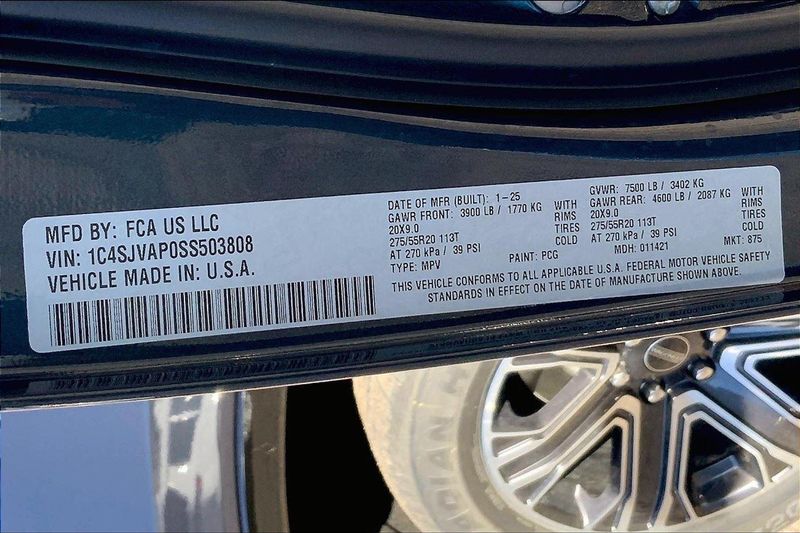 MFD BY: FCA US LLC
VIN: 1C4SJVAP0SS503808
VEHICLE MADE IN: U.S.A.
DATE OF MFR (BUILT): 1-25
GAWR FRONT: 3900 LB / 1770 KG WITH
20X9.0 RIMS
275/55R20 113T TIRES
AT 270 kPa / 39 PSI COLD
TYPE: MPV PAINT: PCG
GVWR: 7500 LB / 3402 KG
GAWR REAR: 4600 LB / 2087 KG WITH
20X9.0 RIMS
275/55R20 113T TIRES
AT 270 kPa / 39 PSI COLD
MDH: 011421 MKT: 875
THIS VEHICLE CONFORMS TO ALL APPLICABLE U.S.A. FEDERAL MOTOR VEHICLE SAFETY
STANDARDS IN EFFECT ON THE DATE OF MANUFACTURE SHOWN ABOVE.